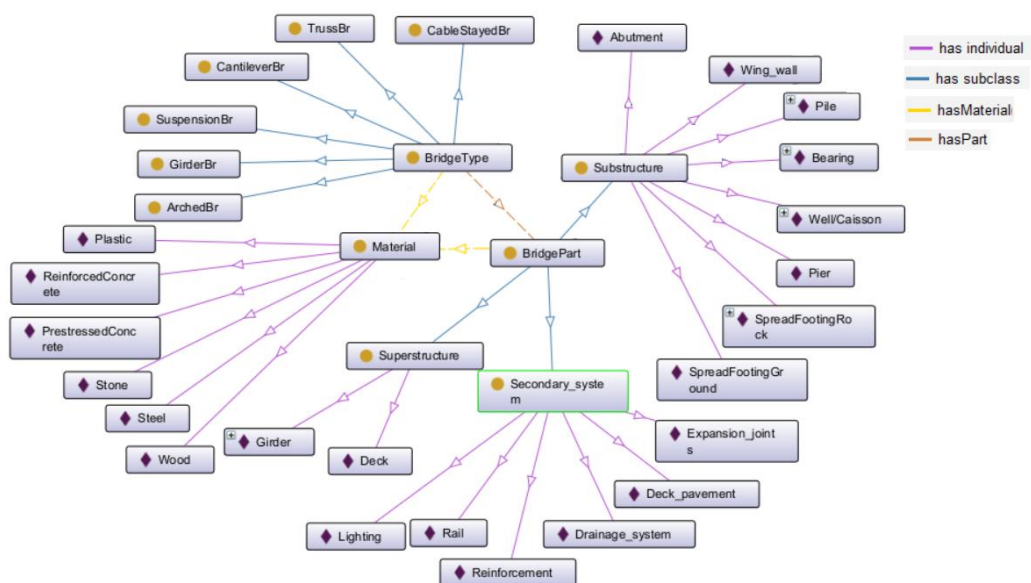 TrussBr
CableStayedBr
CantileverBr
SuspensionBr
GirderBr
ArchedBr
BridgeType
Abutment
Wing_wall
Pile
Bearing
Substructure
Well/Caisson
Pier
SpreadFootingRo
ck
SpreadFootingGr
ound
has individual
has subclass
hasMaterial
hasPart
Plastic
Material
BridgePart
ReinforcedConc
rete
PrestressedConc
rete
Stone
Steel
Wood
Superstructure
Girder
Deck
Secondary_syste
m
Expansion_joint
s
Deck_pavement
Drainage_system
Lighting
Rail
Reinforcement